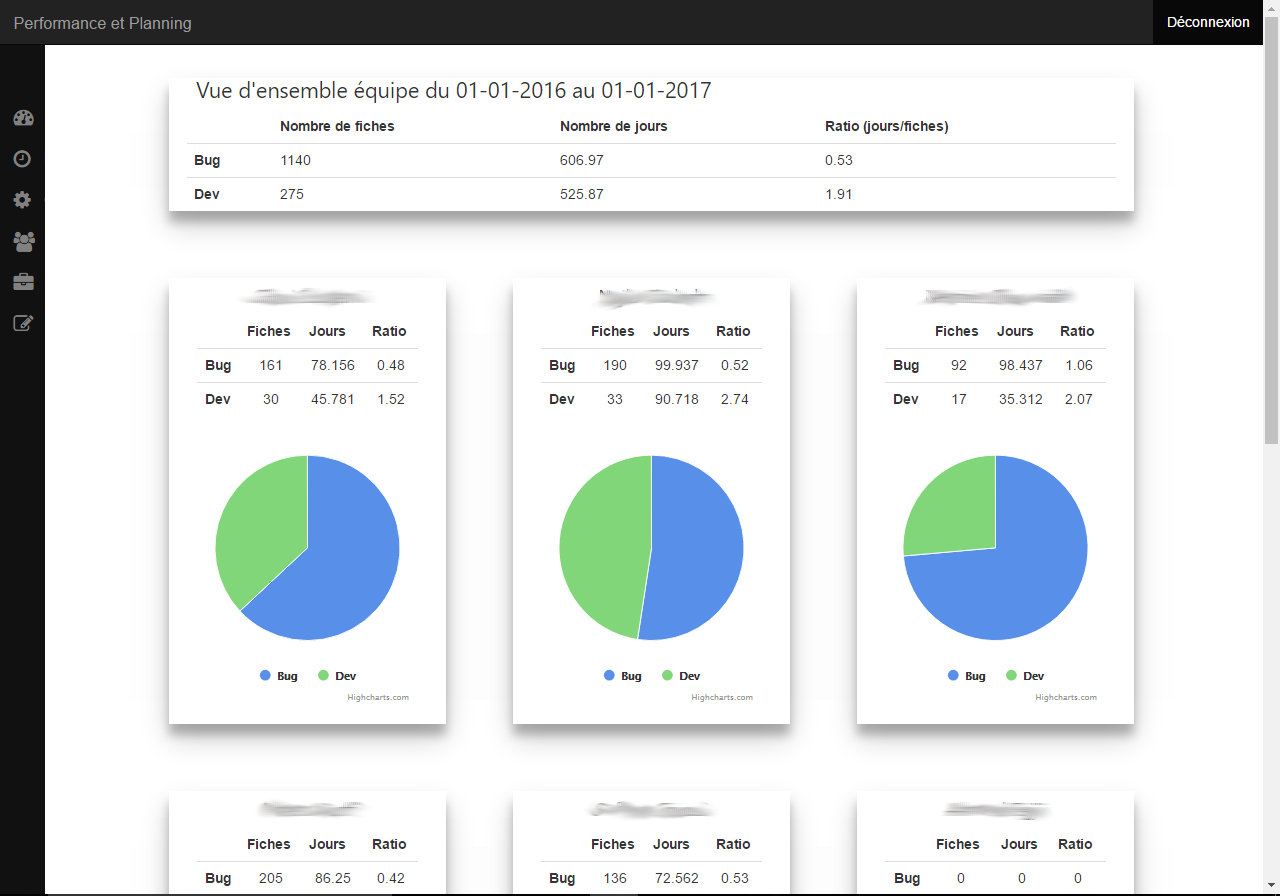 Performance et Planning Déconnexion
Vue d'ensemble équipe du 01-01-2016 au 01-01-2017
Nombre de fiches Nombre de jours Ratio (jours/fiches)
Bug 1140 606.97 0.53
Dev 275 525.87 1.91
Fiches Jours Ratio
Bug 161 78.156 0.48
Dev 30 45.781 1.52
Bug Dev
Highcharts.com
Fiches Jours Ratio
Bug 190 99.937 0.52
Dev 33 90.718 2.74
Bug Dev
Highcharts.com
Fiches Jours Ratio
Bug 92 98.437 1.06
Dev 17 35.312 2.07
Bug Dev
Highcharts.com
Fiches Jours Ratio
Bug 205 86.25 0.42
Fiches Jours Ratio
Bug 136 72.562 0.53
Fiches Jours Ratio
Bug 0 0 0